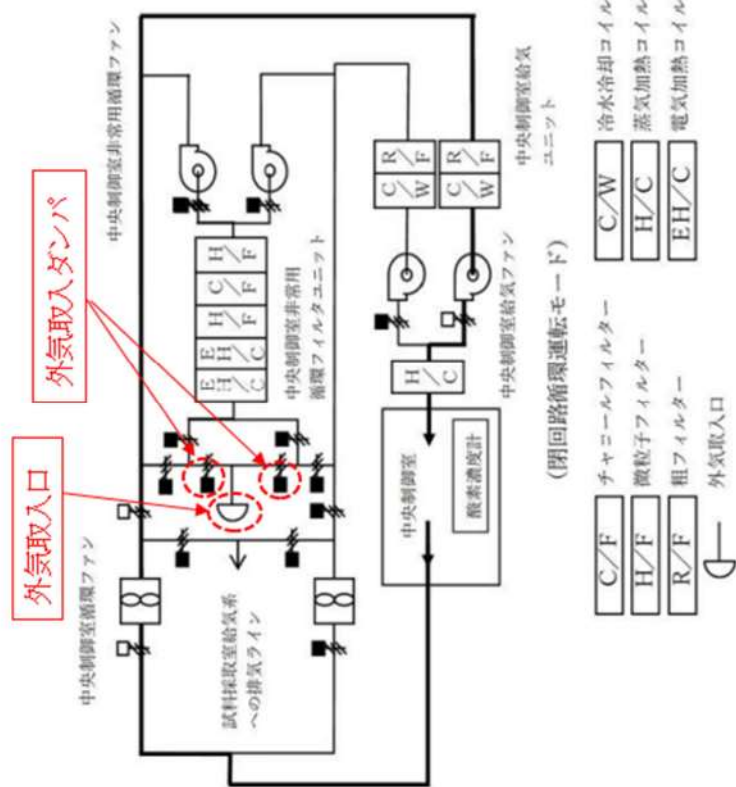 外気取入口
外気取入ダンパ
中央制御室循環ファン
中央制御室非常用循環ファン
試料採取室給気系
への排気ライン
E
H
/
C
E
H
/
C
H
/
F
C
/
F
H
/
F
中央制御室非常用
循環フィルタユニット
C
/
W
R
/
F
C
/
W
R
/
F
中央制御室給気
ユニット
中央制御室給気ファン
H
/
C
中央制御室
酸素濃度計
(閉回路循環運転モード)
C/F チャコールフィルター
H/F 微粒子フィルター
R/F 粗フィルター
外気取入口
C/W 冷水冷却コイル
H/C 蒸気加熱コイル
EH/C 電気加熱コイル